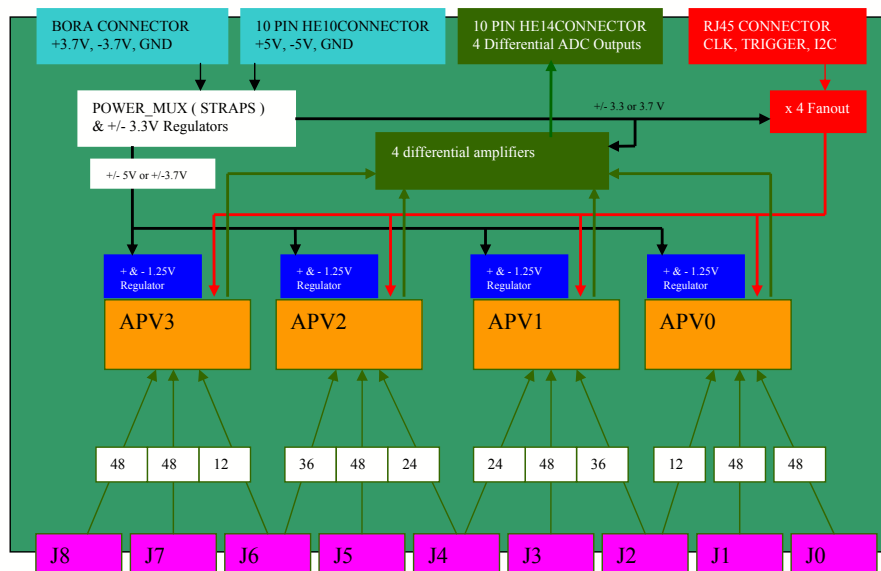 BORA CONNECTOR
+3.7V, -3.7V, GND
10 PIN HE10CONNECTOR
+5V, -5V, GND
10 PIN HE14CONNECTOR
4 Differential ADC Outputs
RJ45 CONNECTOR
CLK, TRIGGER, I2C
POWER_MUX ( STRAPS )
& +/- 3.3V Regulators
+/- 3.3 or 3.7 V
x 4 Fanout
4 differential amplifiers
+/- 5V or +/-3.7V
+ & - 1.25V
Regulator
+ & - 1.25V
Regulator
+ & - 1.25V
Regulator
+ & - 1.25V
Regulator
APV3
APV2
APV1
APV0
48
48
12
36
48
24
24
48
36
12
48
48
J8
J7
J6
J5
J4
J3
J2
J1
J0